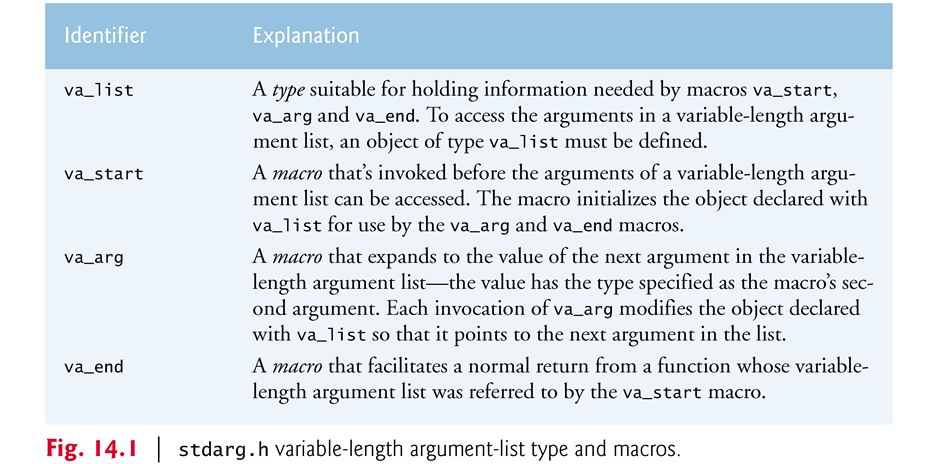 Identifier Explanation
va_list A type suitable for holding information needed by macros va_start,
va_arg and va_end. To access the arguments in a variable-length argu-
ment list, an object of type va_list must be defined.
va_start A macro that's invoked before the arguments of a variable-length argu-
ment list can be accessed. The macro initializes the object declared with
va_list for use by the va_arg and va_end macros.
va_arg A macro that expands to the value of the next argument in the variable-
length argument list—the value has the type specified as the macro's sec-
ond argument. Each invocation of va_arg modifies the object declared
with va_list so that it points to the next argument in the list.
va_end A macro that facilitates a normal return from a function whose variable-
length argument list was referred to by the va_start macro.
Fig. 14.1 | stdarg.h variable-length argument-list type and macros.